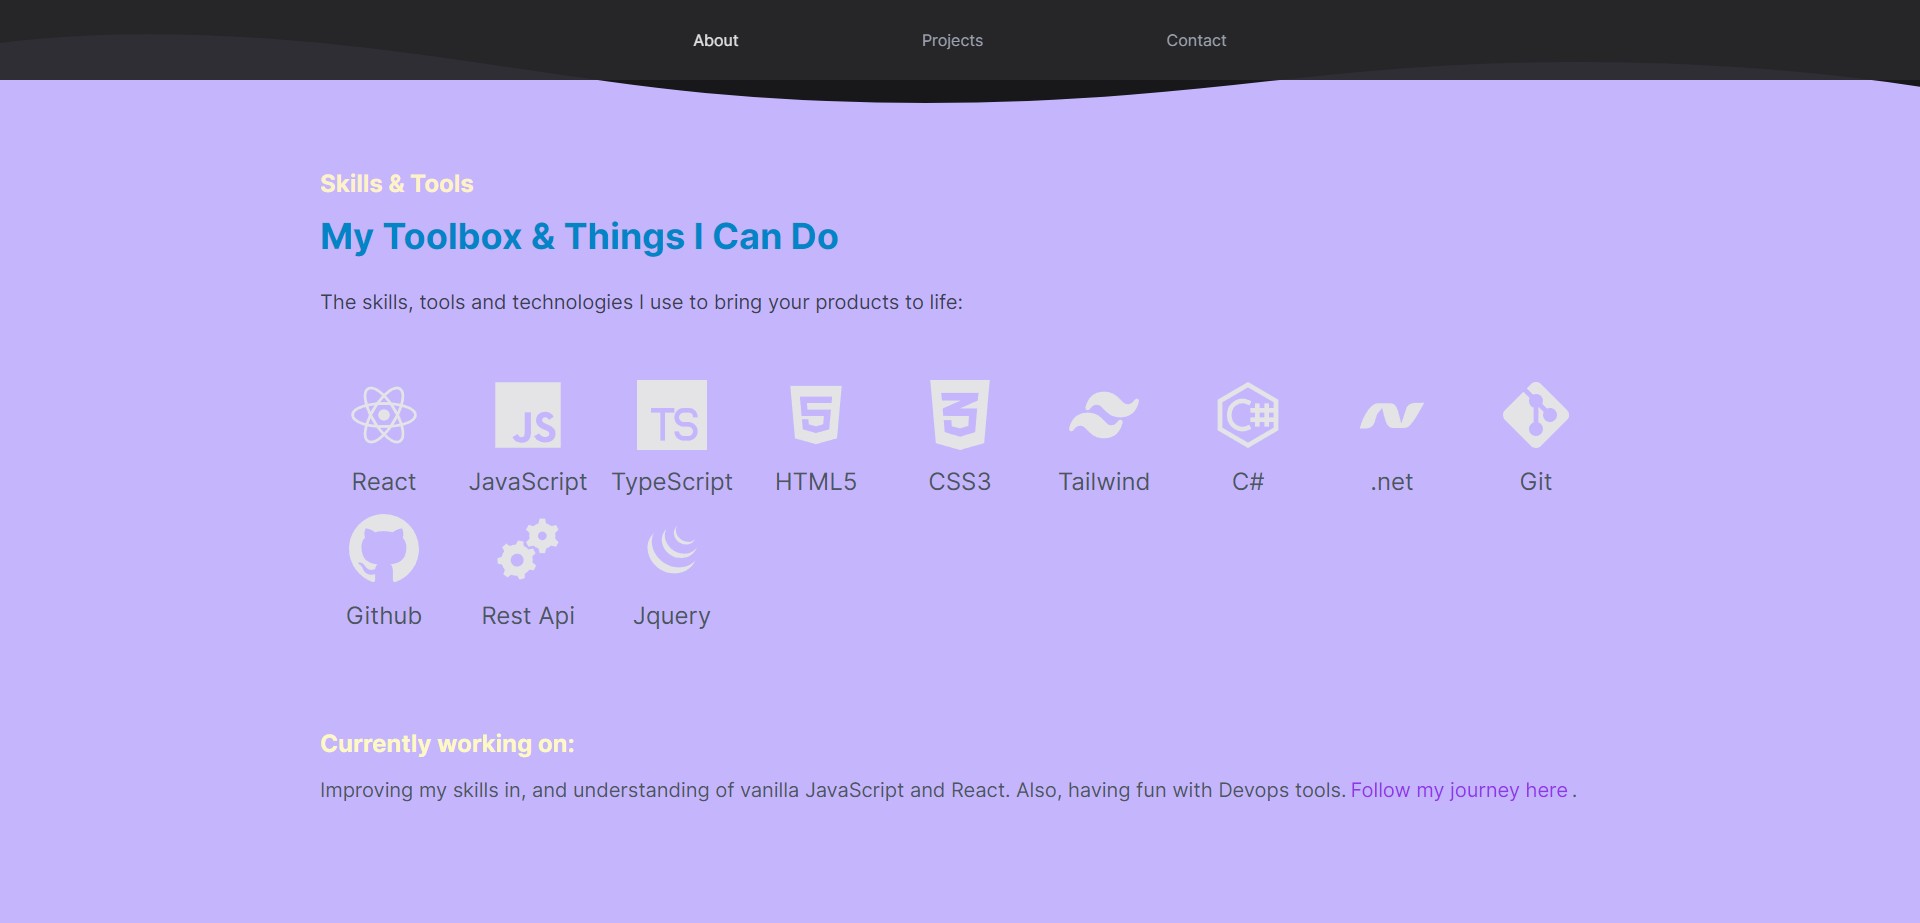 About Projects Contact
Skills & Tools
My Toolbox & Things I Can Do
The skills, tools and technologies I use to bring your products to life:
JS TS 5 3 C#
React JavaScript TypeScript HTML5 CSS3 Tailwind C# .net Git
Github Rest Api Jquery
Currently working on:
Improving my skills in, and understanding of vanilla JavaScript and React. Also, having fun with Devops tools. Follow my journey here .